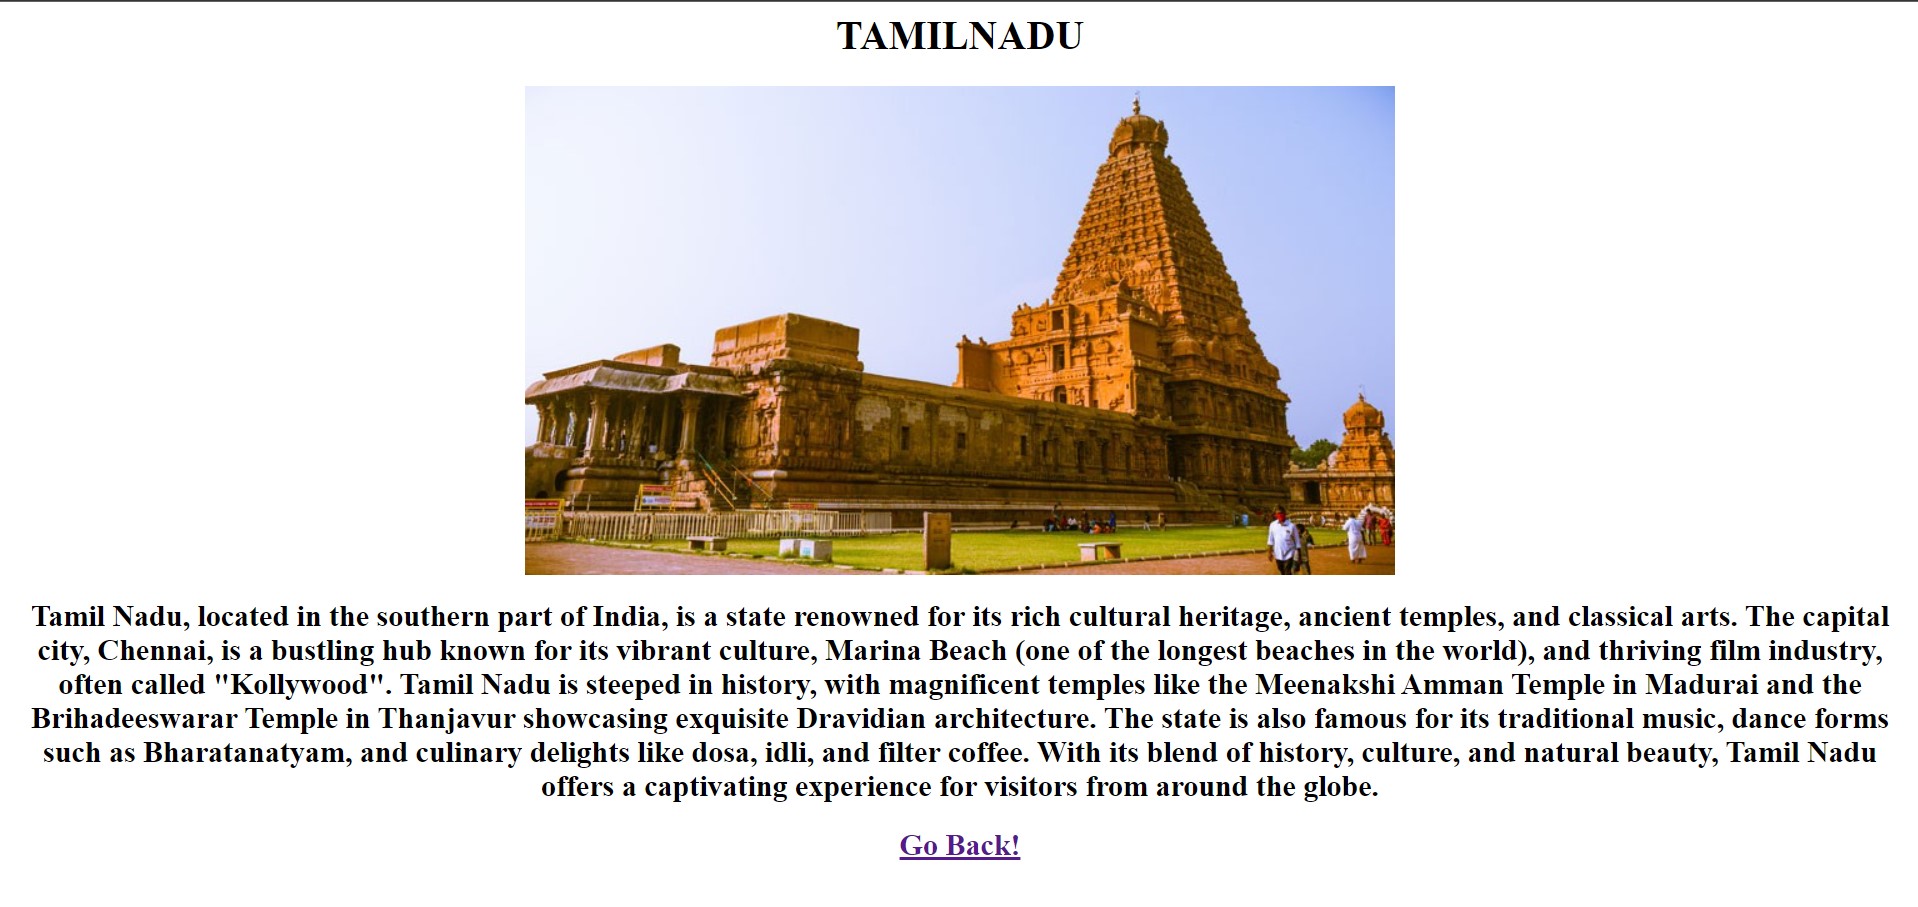 TAMILNADU
Tamil Nadu, located in the southern part of India, is a state renowned for its rich cultural heritage, ancient temples, and classical arts. The capital
city, Chennai, is a bustling hub known for its vibrant culture, Marina Beach (one of the longest beaches in the world), and thriving film industry,
often called "Kollywood". Tamil Nadu is steeped in history, with magnificent temples like the Meenakshi Amman Temple in Madurai and the
Brihadeeswarar Temple in Thanjavur showcasing exquisite Dravidian architecture. The state is also famous for its traditional music, dance forms
such as Bharatanatyam, and culinary delights like dosa, idli, and filter coffee. With its blend of history, culture, and natural beauty, Tamil Nadu
offers a captivating experience for visitors from around the globe.
Go Back!